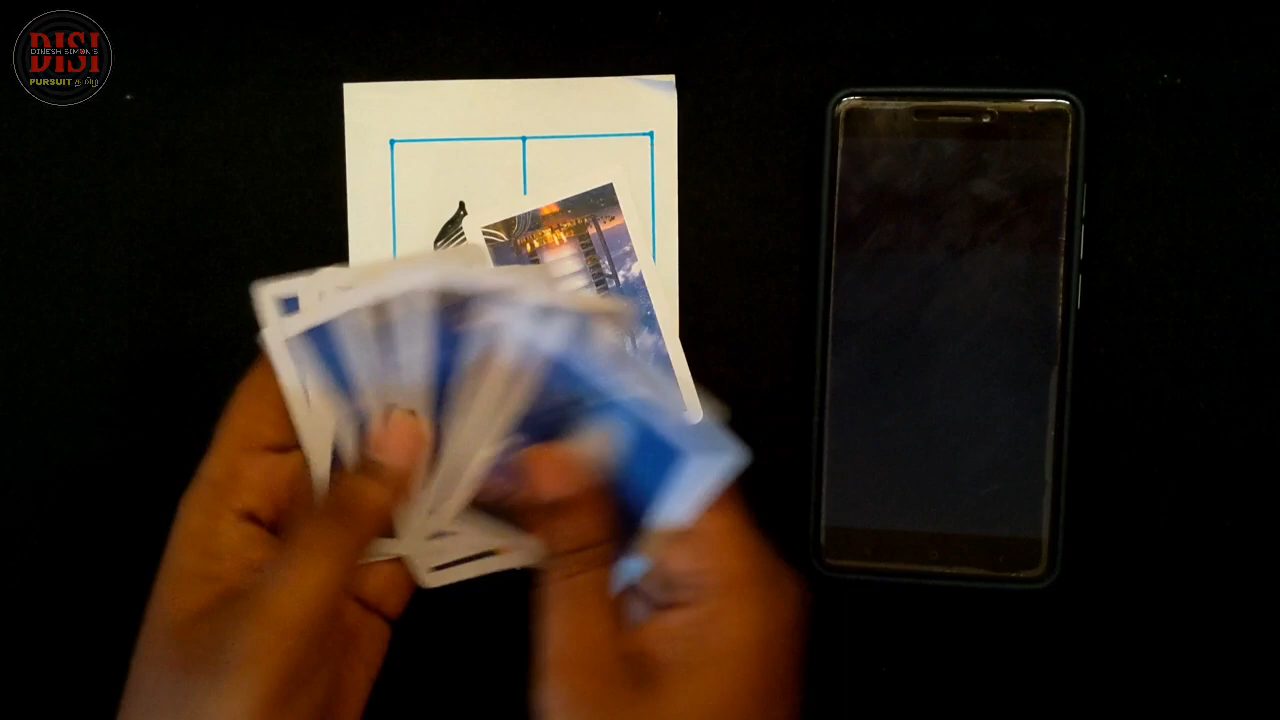 DISI
DINESH SIMON'S
PURSUIT தமிழ்